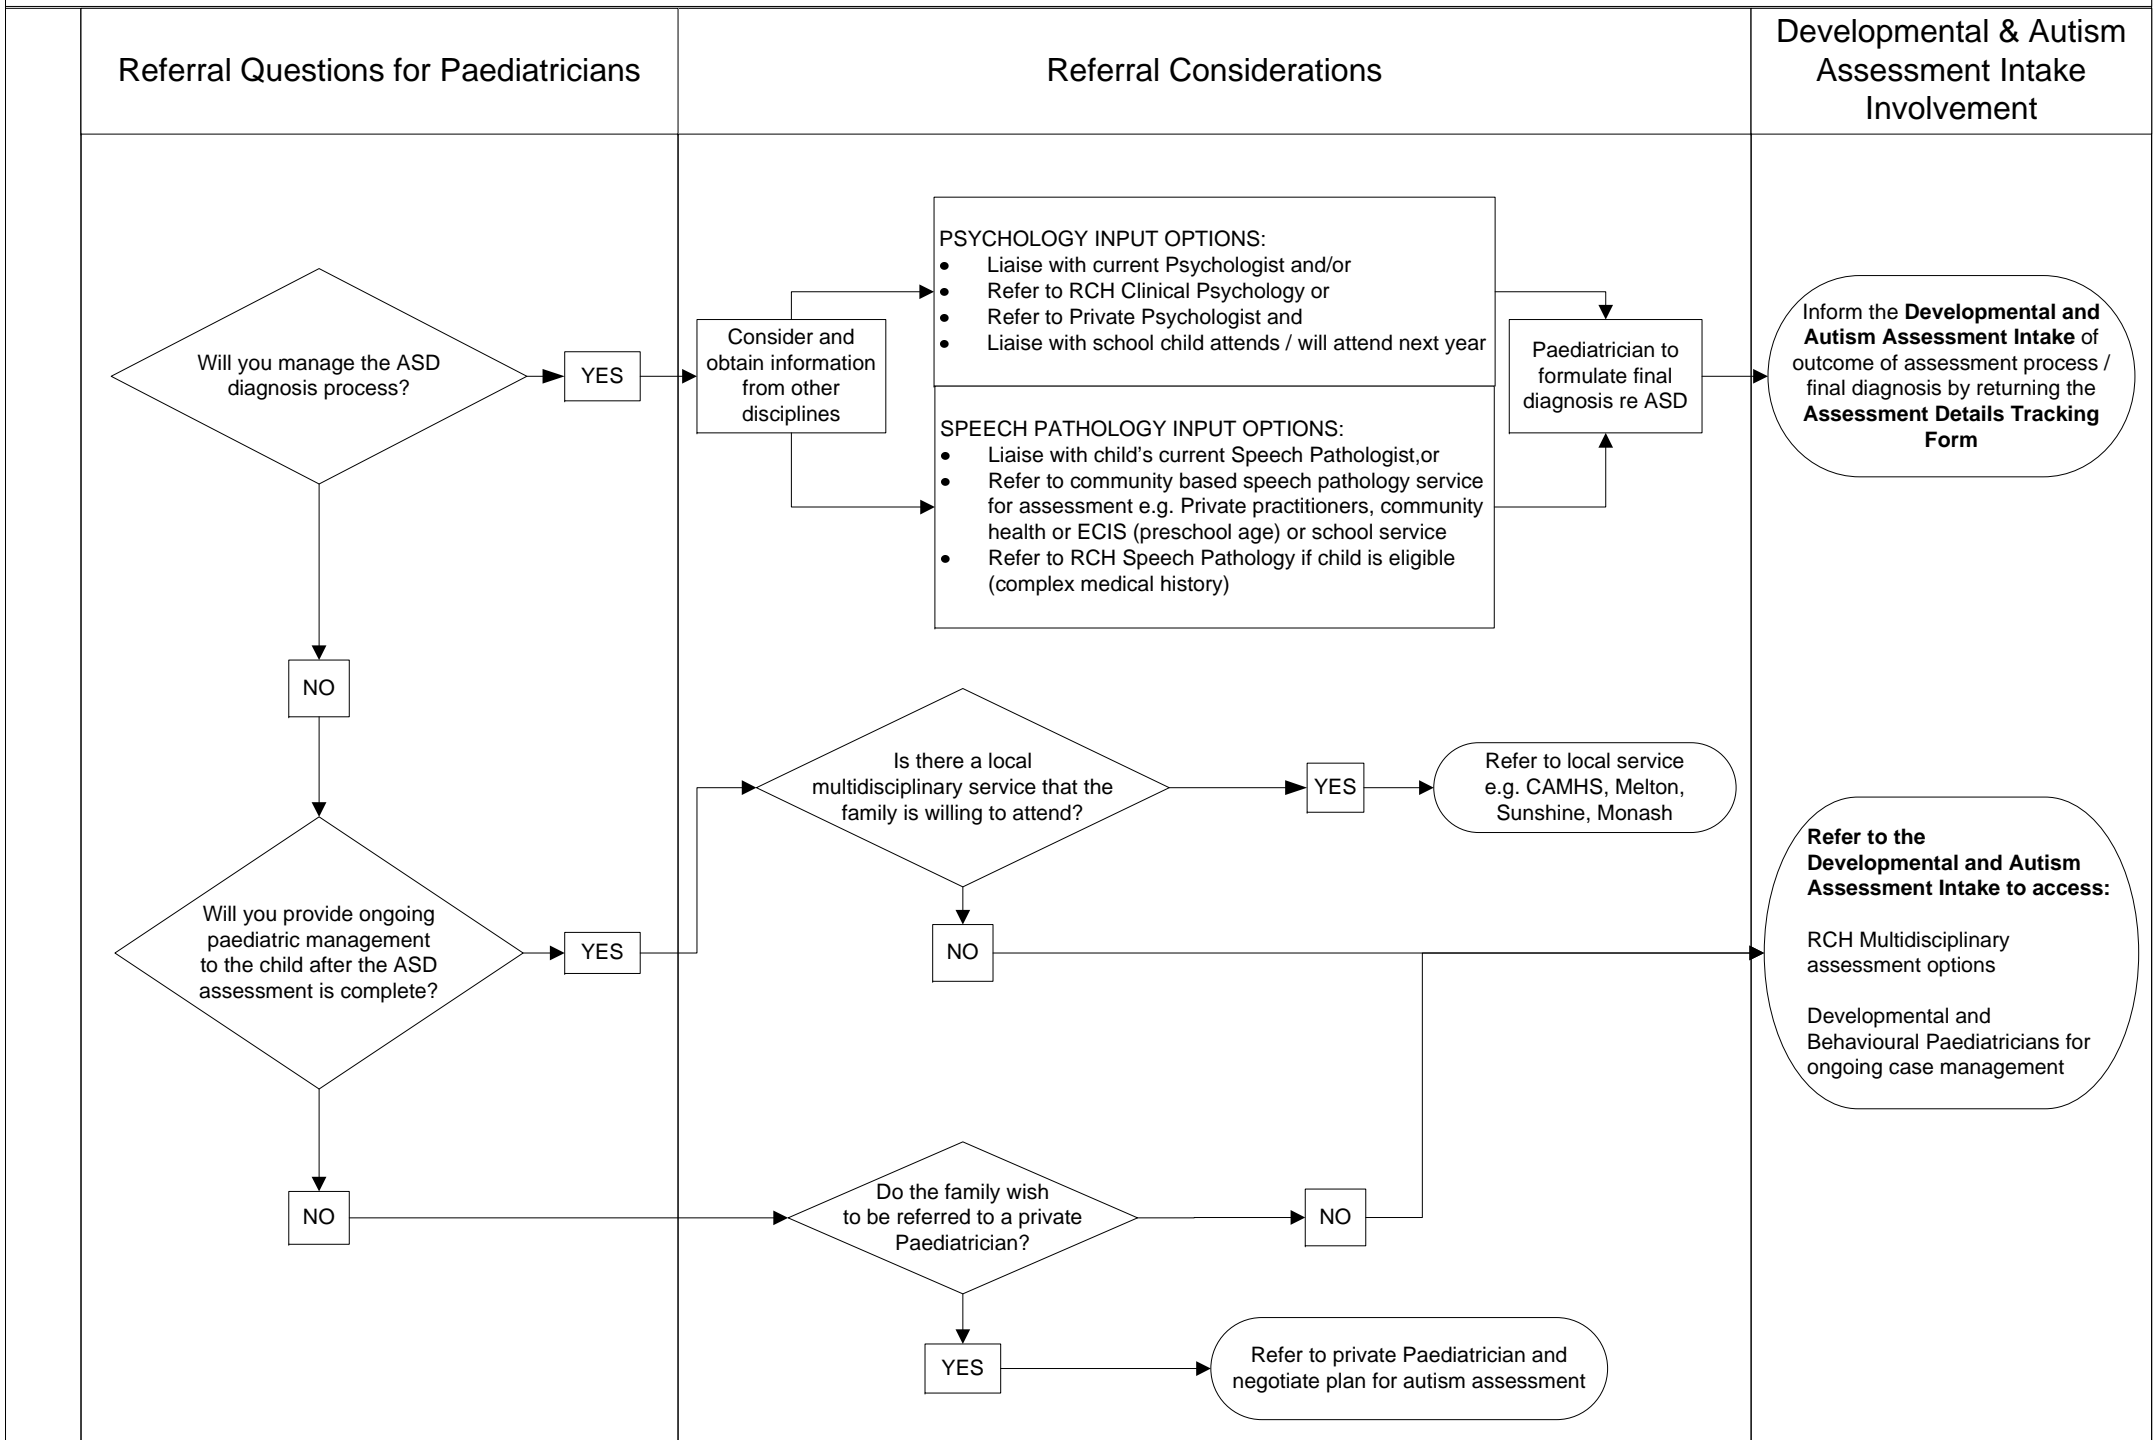 Referral Questions for Paediatricians
Referral Considerations
Developmental & Autism
Assessment Intake
Involvement
Will you manage the ASD
diagnosis process?
YES
Consider and
obtain information
from other
disciplines
PSYCHOLOGY INPUT OPTIONS:
• Liaise with current Psychologist and/or
• Refer to RCH Clinical Psychology or
• Refer to Private Psychologist and
• Liaise with school child attends / will attend next year
SPEECH PATHOLOGY INPUT OPTIONS:
• Liaise with child's current Speech Pathologist,or
• Refer to community based speech pathology service
for assessment e.g. Private practitioners, community
health or ECIS (preschool age) or school service
• Refer to RCH Speech Pathology if child is eligible
(complex medical history)
Paediatrician to
formulate final
diagnosis re ASD
Inform the Developmental and
Autism Assessment Intake of
outcome of assessment process /
final diagnosis by returning the
Assessment Details Tracking
Form
NO
Will you provide ongoing
paediatric management
to the child after the ASD
assessment is complete?
YES
Is there a local
multidisciplinary service that the
family is willing to attend?
YES
Refer to local service
e.g. CAMHS, Melton,
Sunshine, Monash
NO
Refer to the
Developmental and Autism
Assessment Intake to access:
RCH Multidisciplinary
assessment options
Developmental and
Behavioural Paediatricians for
ongoing case management
NO
Do the family wish
to be referred to a private
Paediatrician?
NO
YES
Refer to private Paediatrician and
negotiate plan for autism assessment